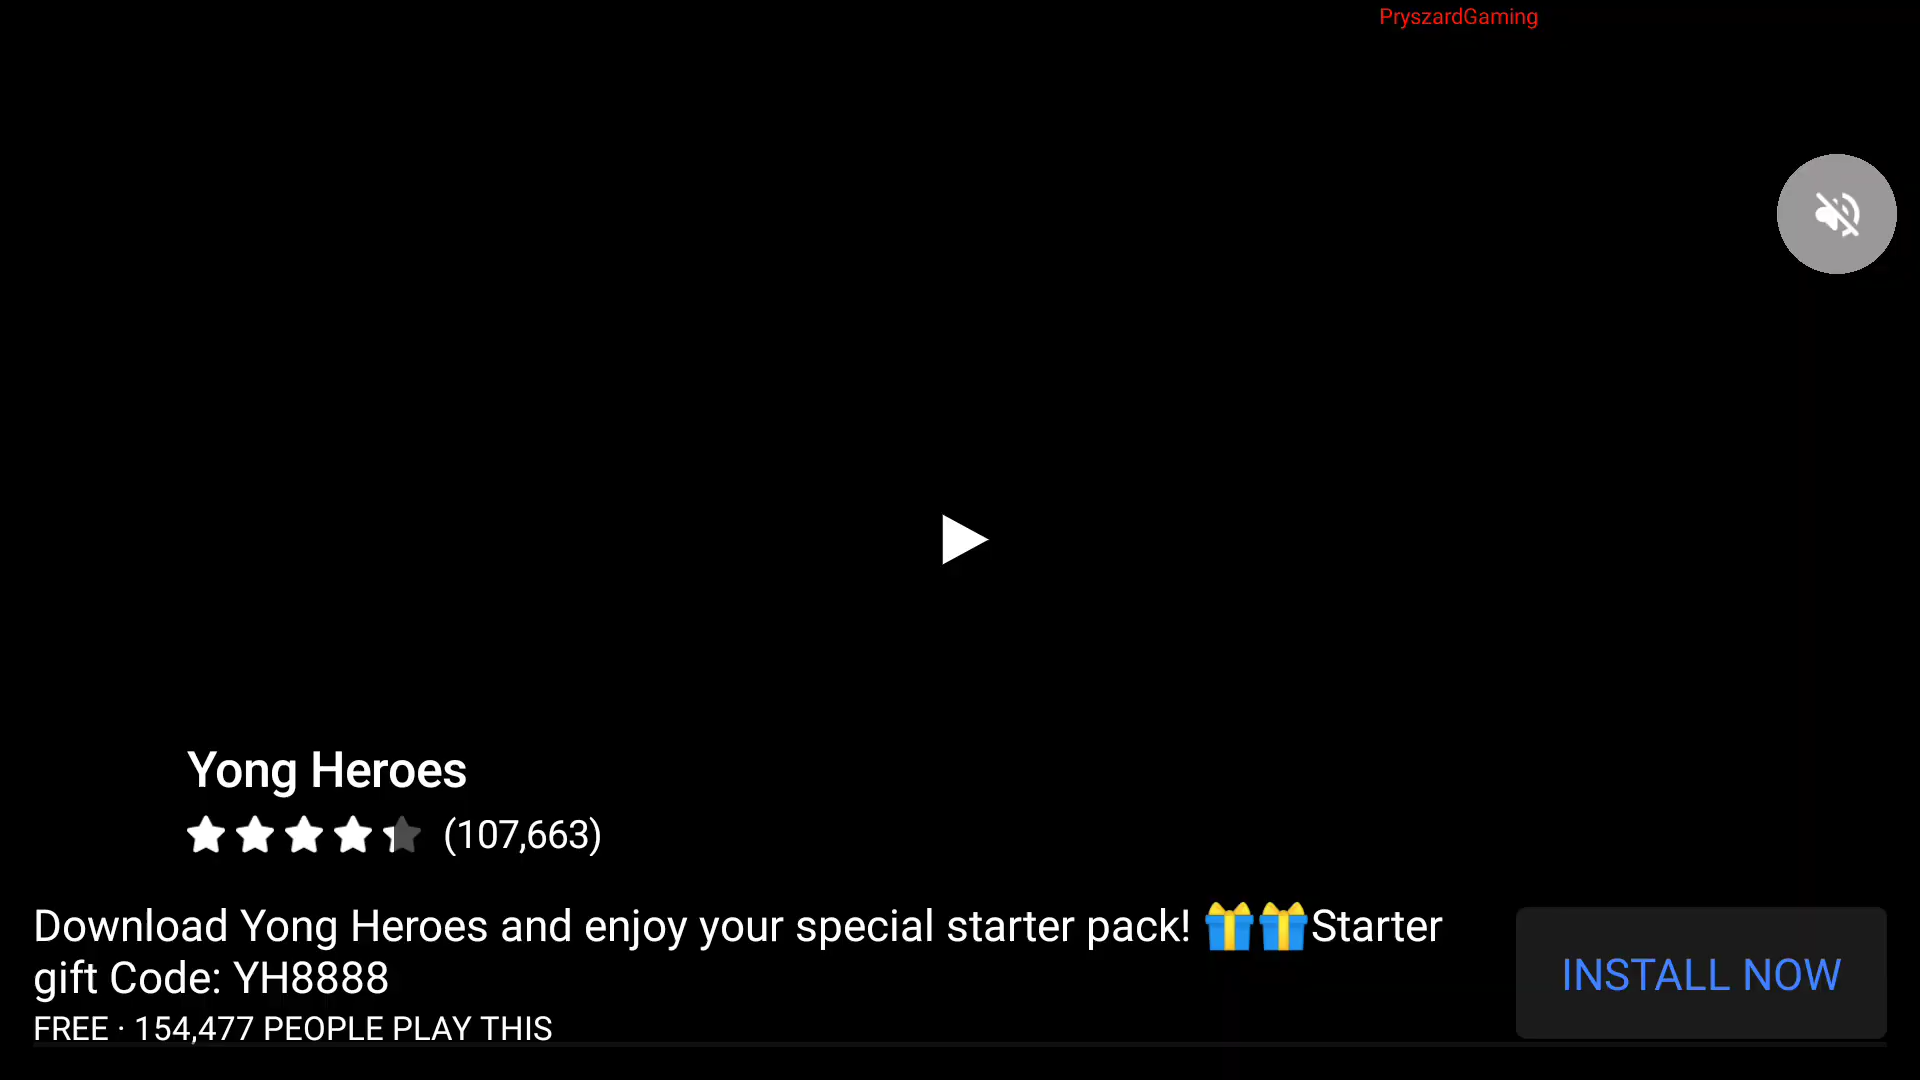 PryszardGaming
Yong Heroes
(107,663)
Download Yong Heroes and enjoy your special starter pack! 🎁🎁Starter
gift Code: YH8888
FREE · 154,477 PEOPLE PLAY THIS
INSTALL NOW